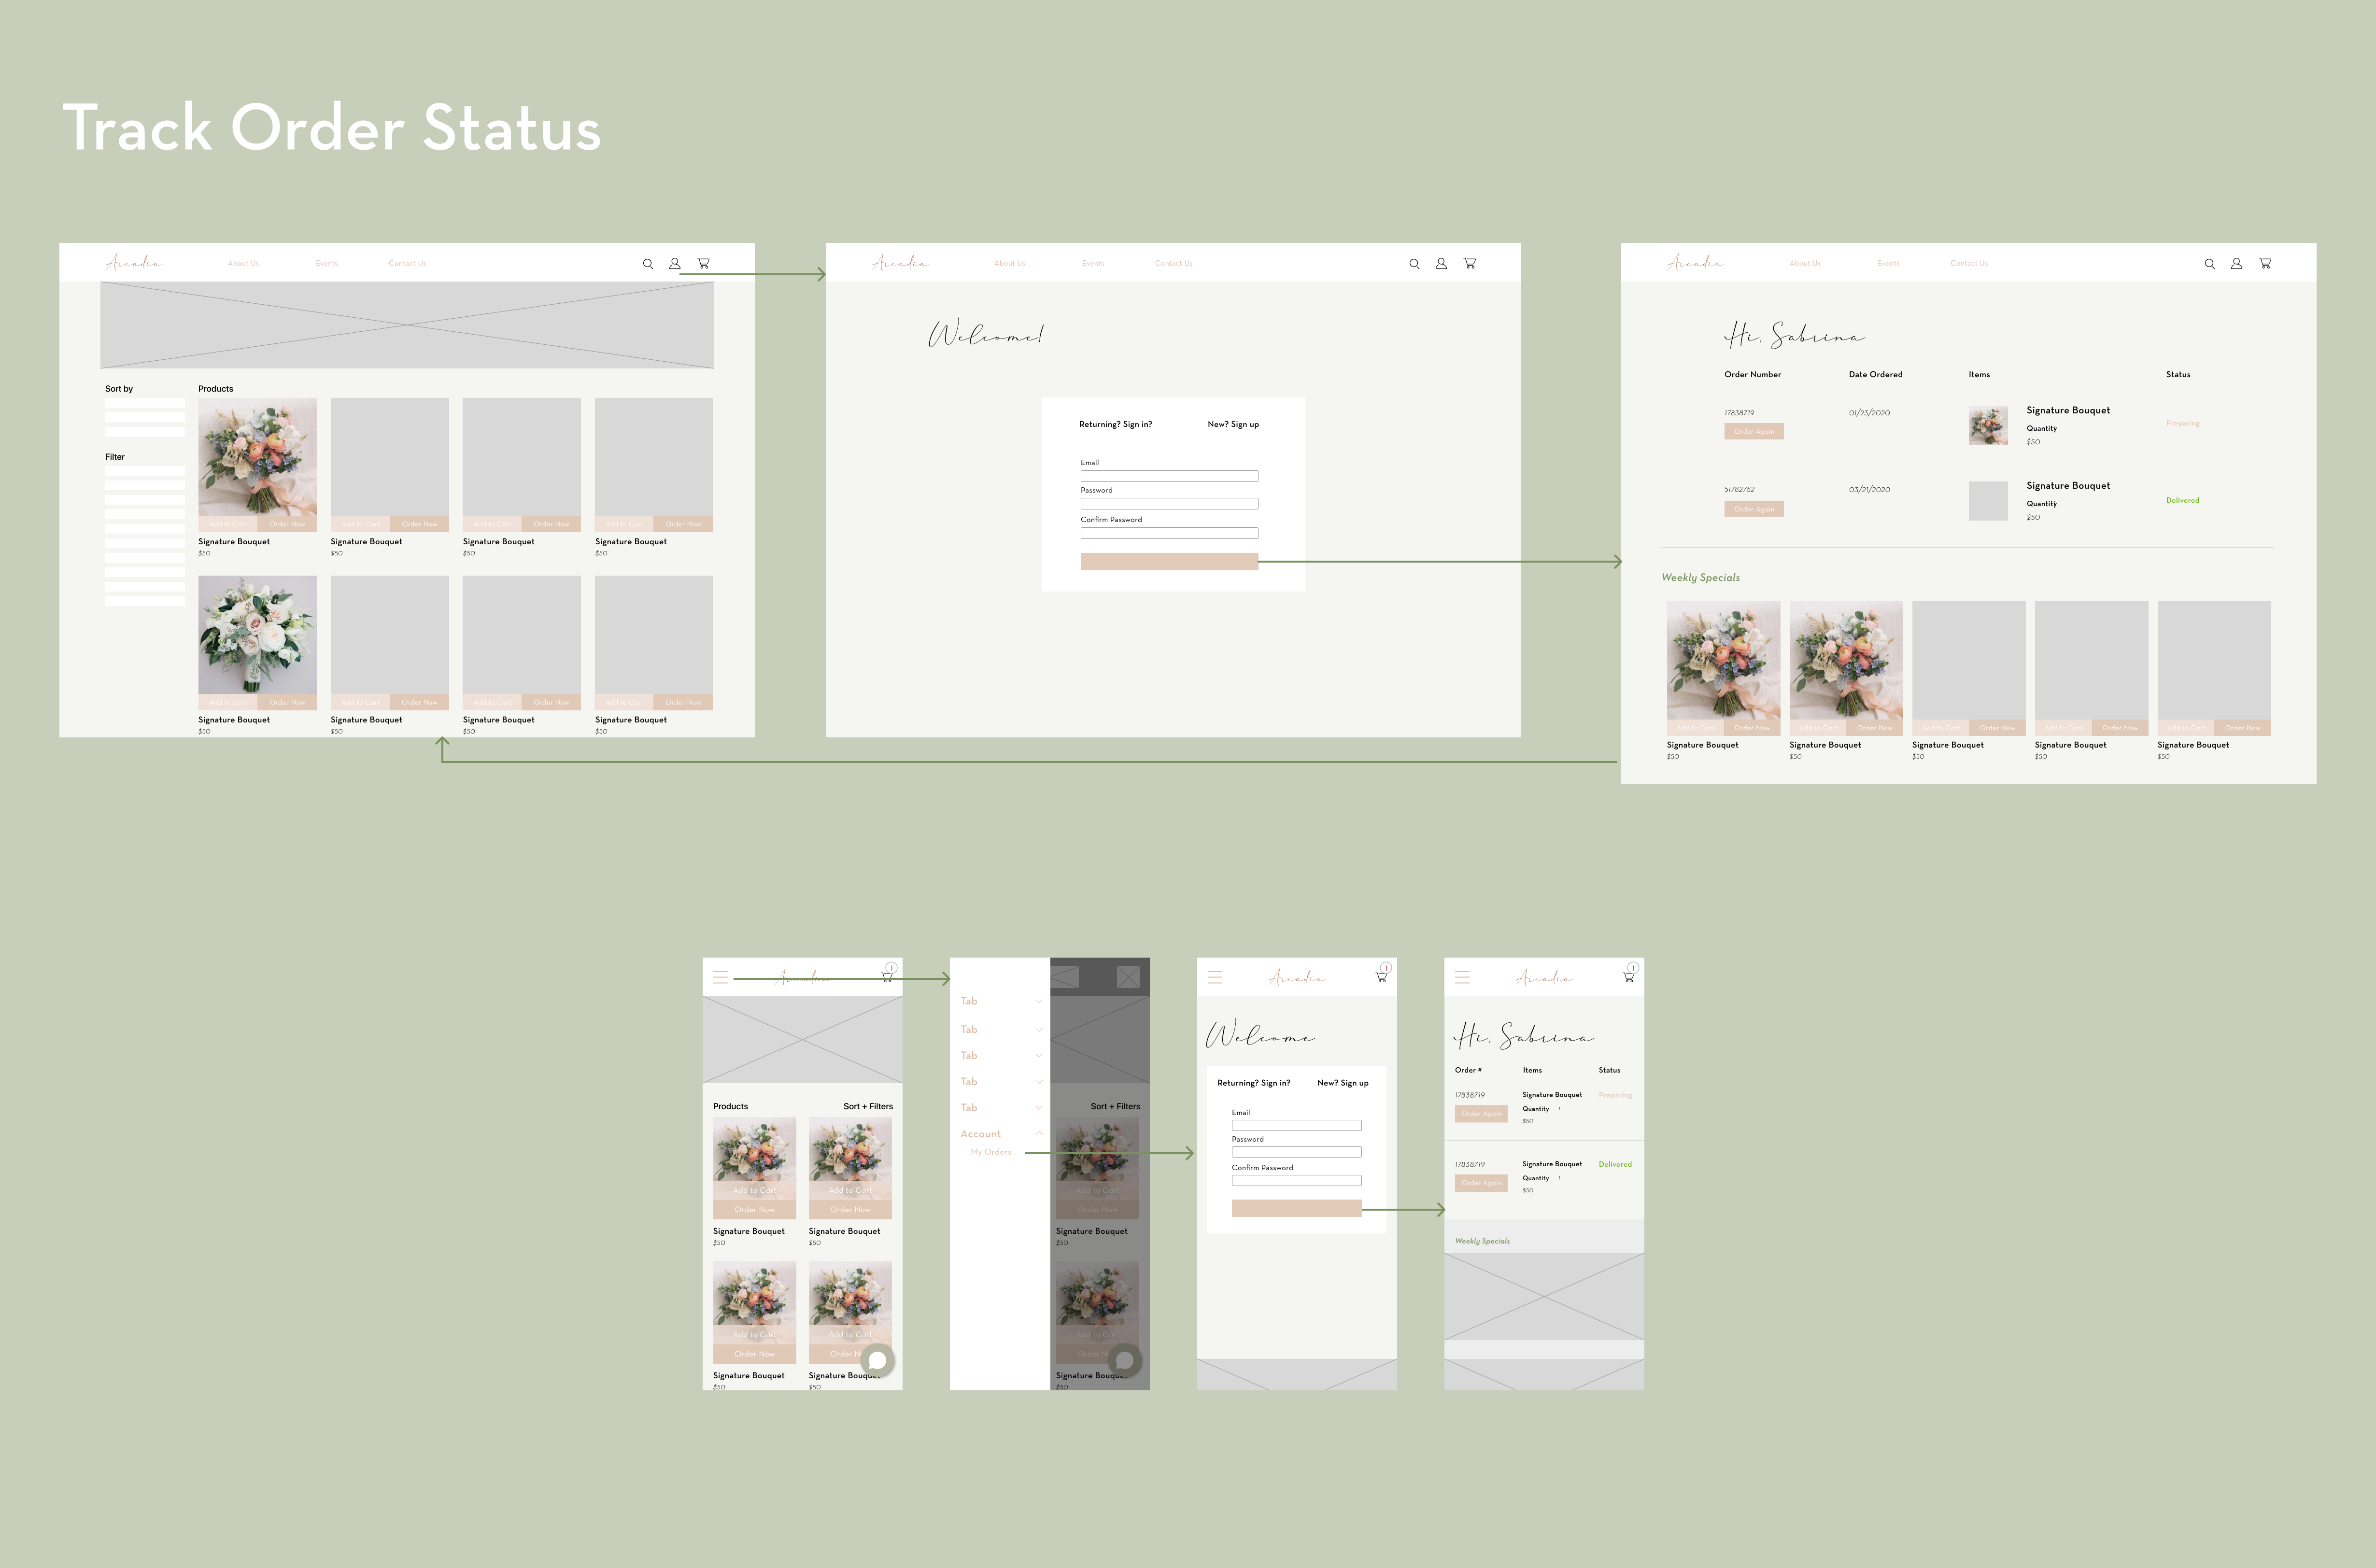 Track Order Status
Arcadia About Us Events Contact Us
Sort by
Filter
Products
Add to Cart Order Now Add to Cart Order Now Add to Cart Order Now Add to Cart Order Now
Signature Bouquet Signature Bouquet Signature Bouquet Signature Bouquet
$50 $50 $50 $50
Add to Cart Order Now Add to Cart Order Now Add to Cart Order Now Add to Cart Order Now
Signature Bouquet Signature Bouquet Signature Bouquet Signature Bouquet
$50 $50 $50 $50
Arcadia About Us Events Contact Us
Welcome!
Returning? Sign in? New? Sign up
Email
Password
Confirm Password
Arcadia About Us Events Contact Us
Hi, Sabrina
Order Number Date Ordered Items Status
17838719 01/23/2020 Signature Bouquet Preparing
Order Again Quantity
$50
51782762 03/21/2020 Signature Bouquet Delivered
Order Again Quantity
$50
Weekly Specials
Add to Cart Order Now Add to Cart Order Now Add to Cart Order Now Add to Cart Order Now Add to Cart Order Now
Signature Bouquet Signature Bouquet Signature Bouquet Signature Bouquet Signature Bouquet
$50 $50 $50 $50 $50
Arcadia 1
Products Sort + Filters
Add to Cart Add to Cart
Order Now Order Now
Signature Bouquet Signature Bouquet
$50 $50
Add to Cart Add to Cart
Order Now Order N
Signature Bouquet Signature Bouquet
$50 $50
Tab
Tab
Tab
Tab
Tab
Account
My Orders
Sort + Filters
Add to Cart
Order Now
Signature Bouquet
$50
Add to Cart
Order N
Signature Bouquet
$50
Arcadia 1
Welcome
Returning? Sign in? New? Sign up
Email
Password
Confirm Password
Arcadia 1
Hi, Sabrina
Order # Items Status
17838719 Signature Bouquet Preparing
Order Again Quantity 1
$50
17838719 Signature Bouquet Delivered
Order Again Quantity 1
$50
Weekly Specials